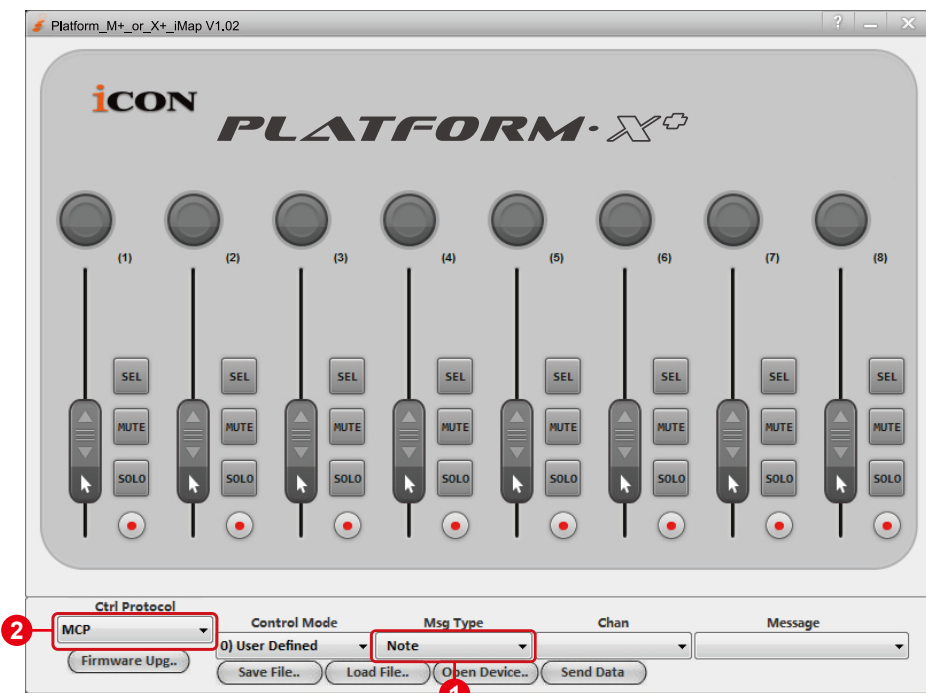 Platform_M+_or_X+_iMap V1.02
? — X
iCON
PLATFORM·X+
(1) (2) (3) (4) (5) (6) (7) (8)
SEL SEL SEL SEL SEL SEL SEL SEL
MUTE MUTE MUTE MUTE MUTE MUTE MUTE MUTE
SOLO SOLO SOLO SOLO SOLO SOLO SOLO SOLO
Ctrl Protocol Control Mode Msg Type Chan Message
2 MCP 0) User Defined Note
Firmware Upg.. Save File.. Load File.. Open Device.. Send Data
1